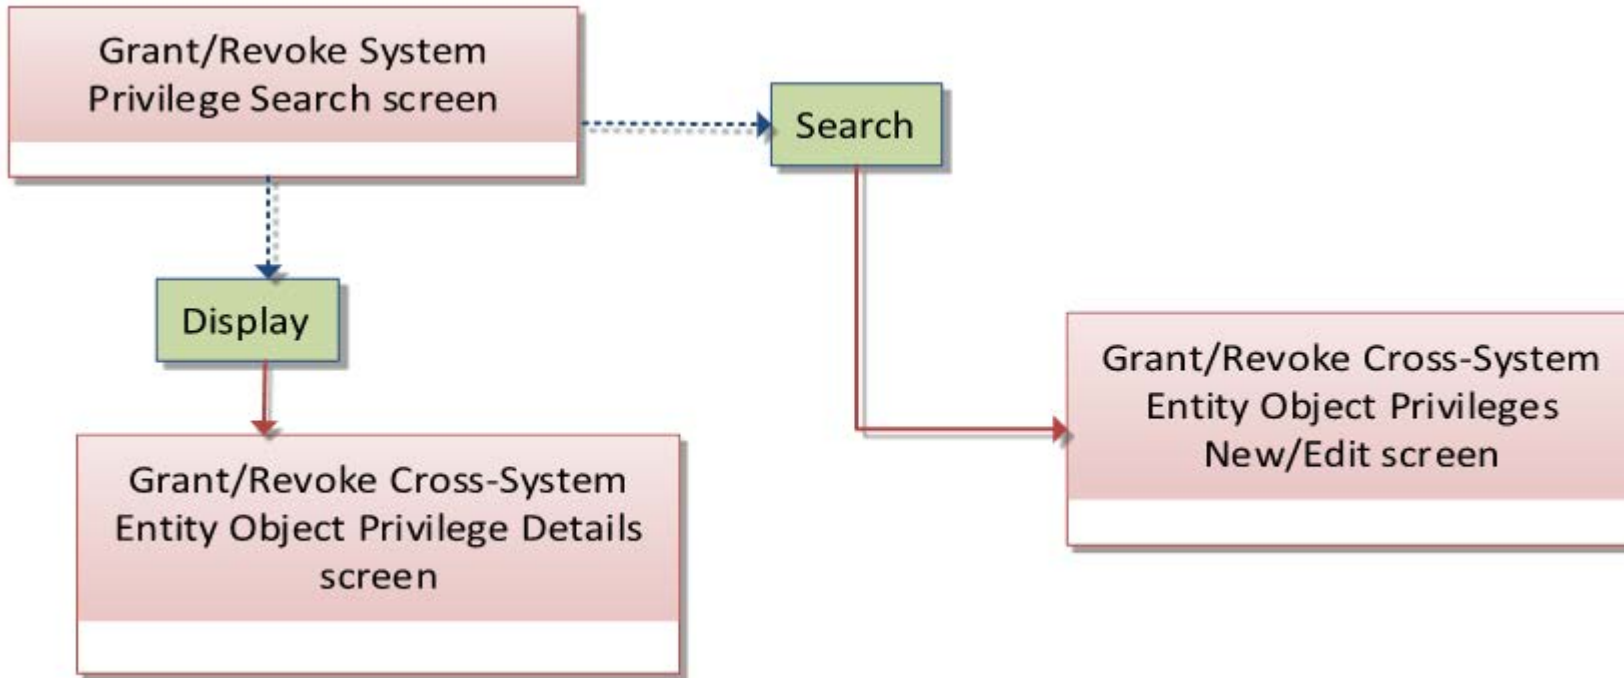 Grant/Revoke System
Privilege Search screen
Search
Display
Grant/Revoke Cross-System
Entity Object Privileges
New/Edit screen
Grant/Revoke Cross-System
Entity Object Privilege Details
screen